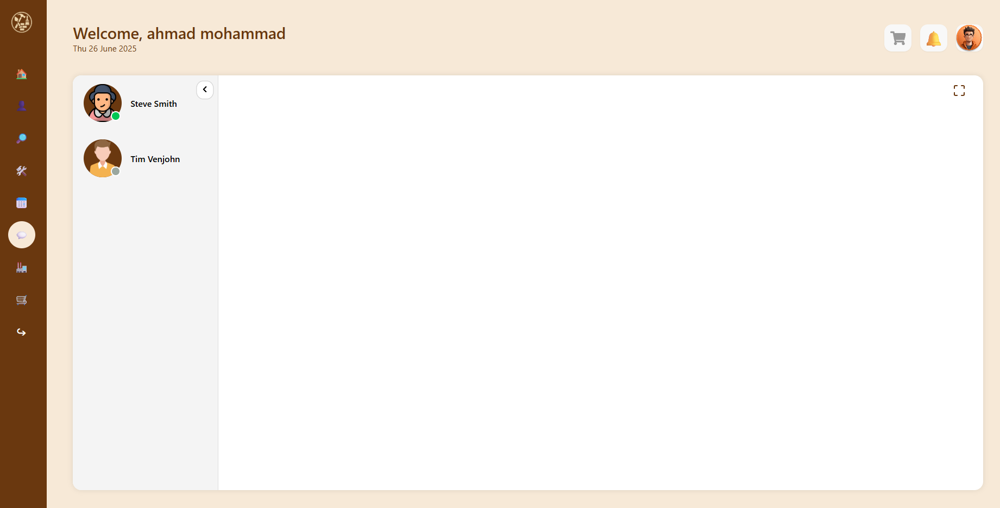 Welcome, ahmad mohammad
Thu 26 June 2025
Steve Smith
Tim Venjohn